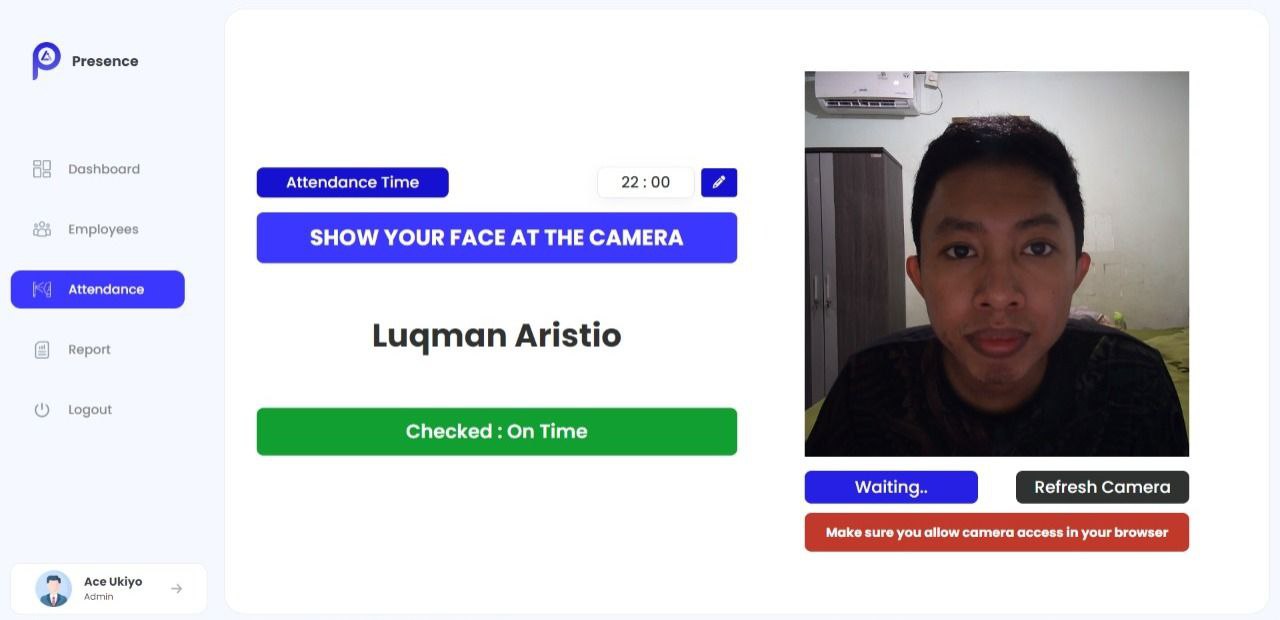 Presence
Dashboard
Employees
Attendance
Report
Logout
Ace Ukiyo
Admin
Attendance Time
22 : 00
SHOW YOUR FACE AT THE CAMERA
Luqman Aristio
Checked : On Time
Waiting..
Refresh Camera
Make sure you allow camera access in your browser